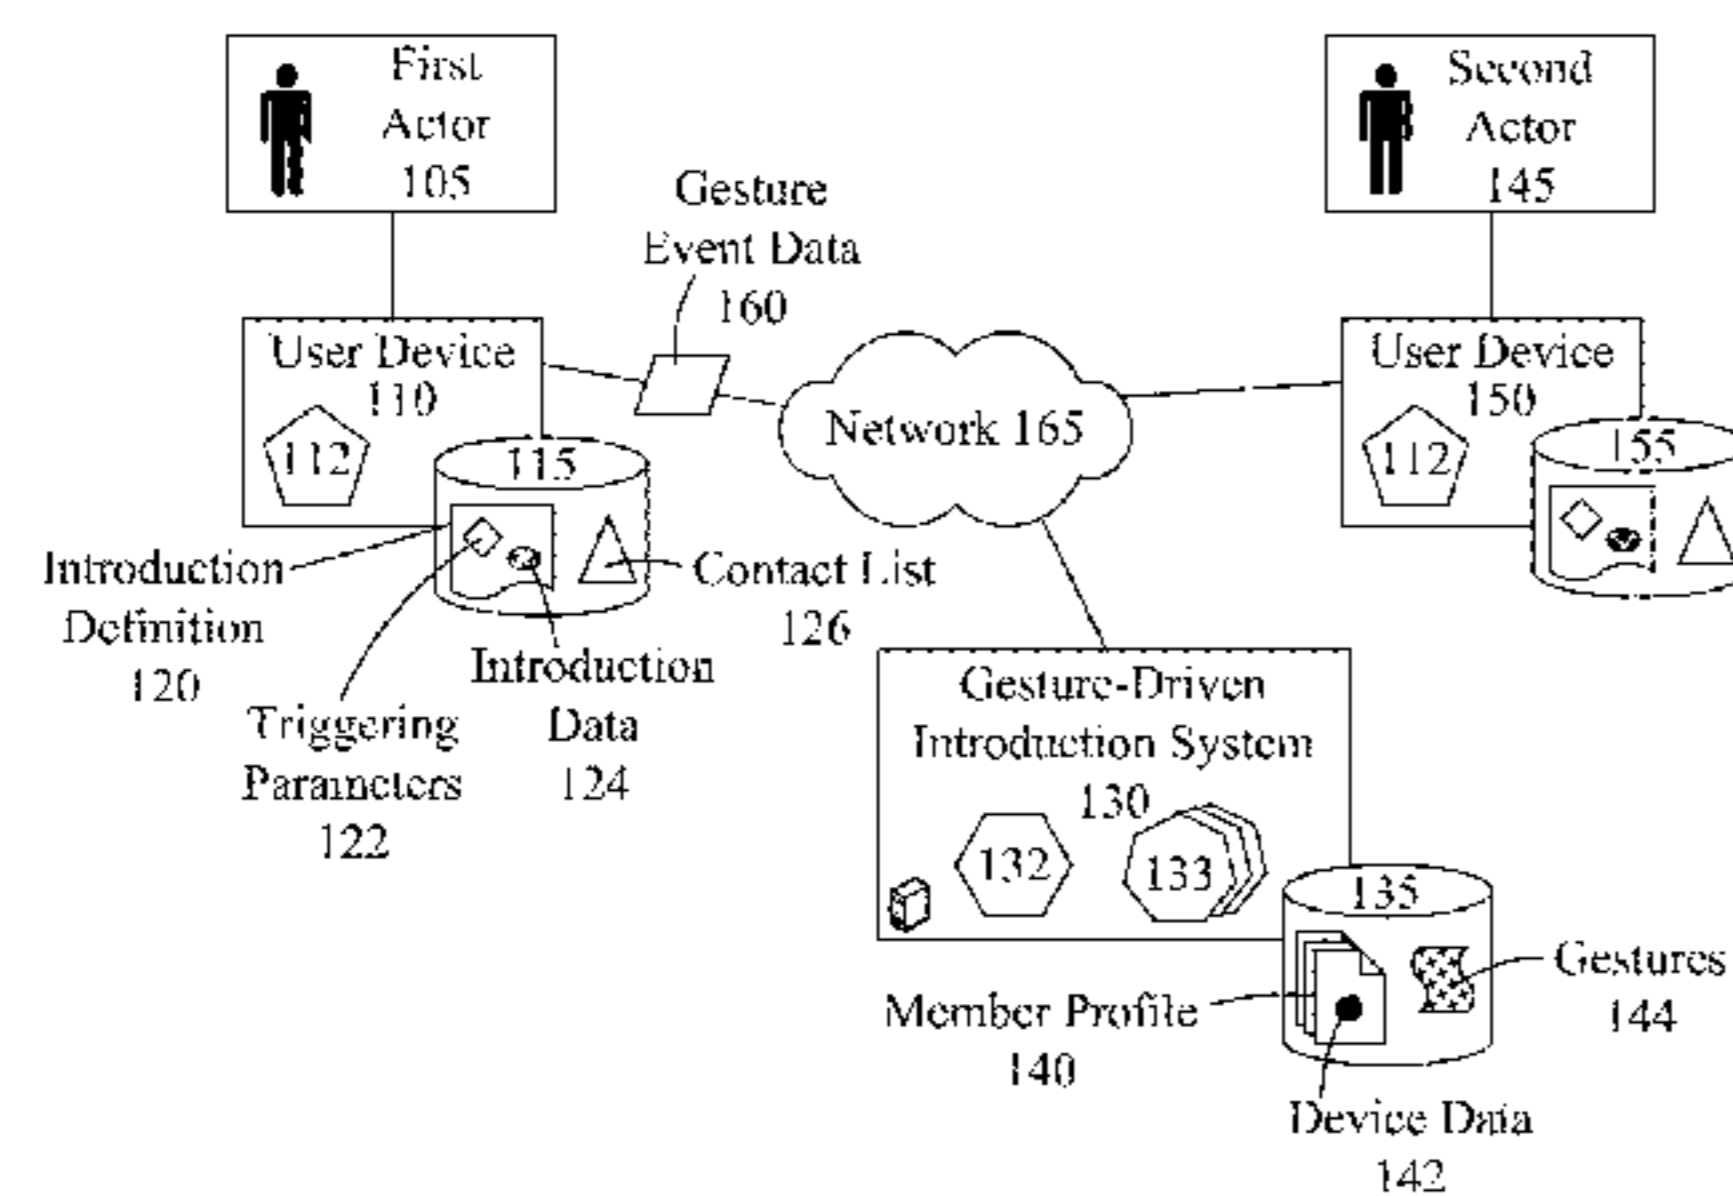 First
Actor
105
Second
Actor
145
Gesture
Event Data
160
User Device
110
112
115
Network 165
User Device
150
112
155
Introduction
Definition
120
Triggering
Parameters
122
Introduction
Data
124
Contact List
126
Gesture-Driven
Introduction System
130
132
133
135
Member Profile
140
Gestures
144
Device Data
142